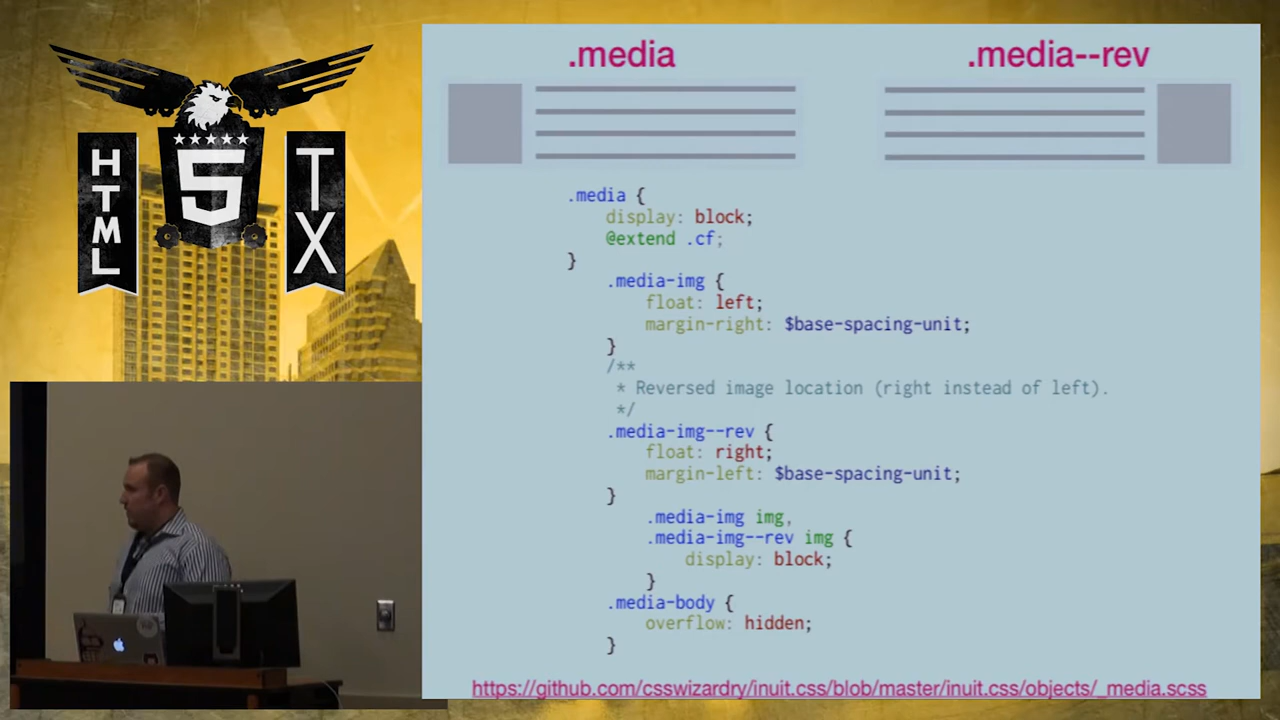 HTML
5
TX
.media
.media--rev
.media {
display: block;
@extend .cf;
}
.media-img {
float: left;
margin-right: $base-spacing-unit;
}
/**
* Reversed image location (right instead of left).
*/
.media-img--rev {
float: right;
margin-left: $base-spacing-unit;
}
.media-img img,
.media-img--rev img {
display: block;
}
.media-body {
overflow: hidden;
}
https://github.com/csswizardry/inuit.css/blob/master/inuit.css/objects/_media.scss